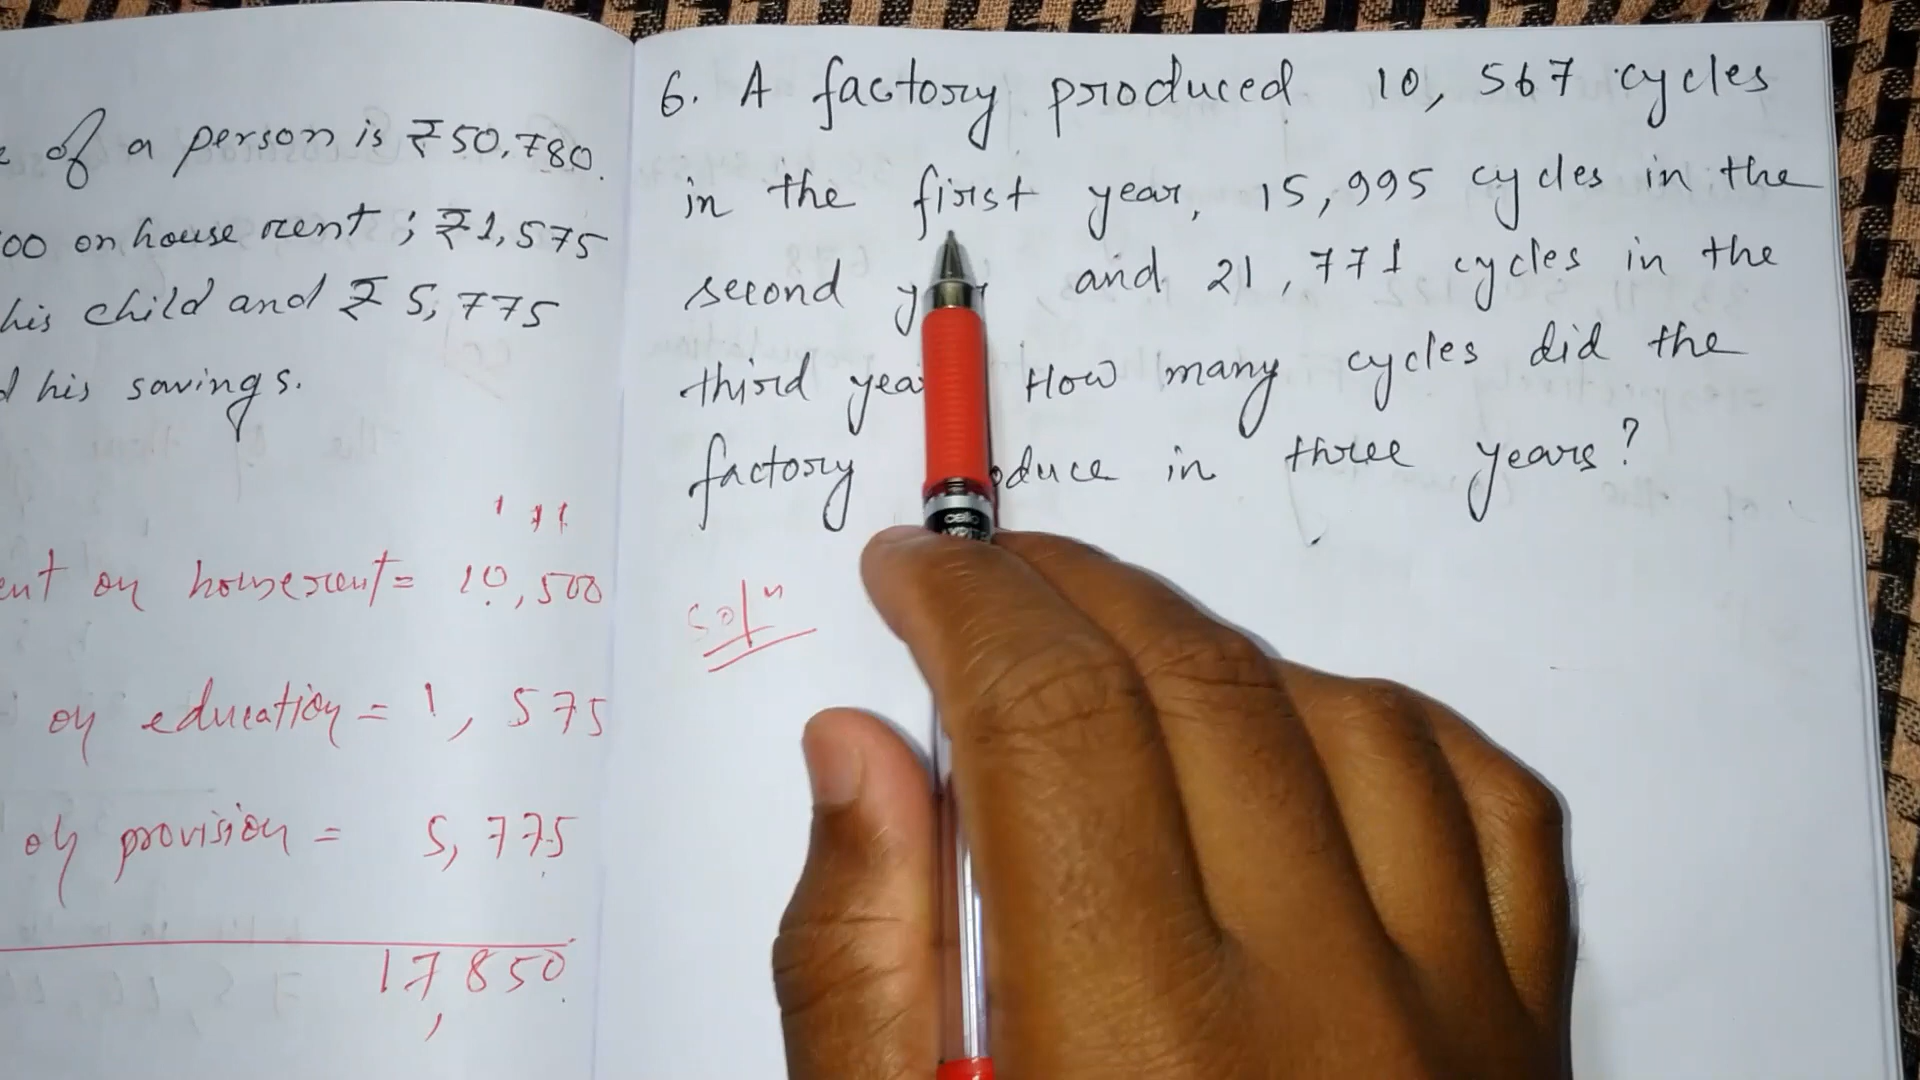 of a person is ₹50,780.
00 on house rent ; ₹1,575
his child and ₹ 5,775
his savings.
on houserent = 10,500
on education = 1, 575
on provision = 5, 775
17,850
6. A factory produced 10, 567 cycles
in the first year, 15,995 cycles in the
second and 21,771 cycles in the
third How many cycles did the
factory in three years?
Solⁿ
cello